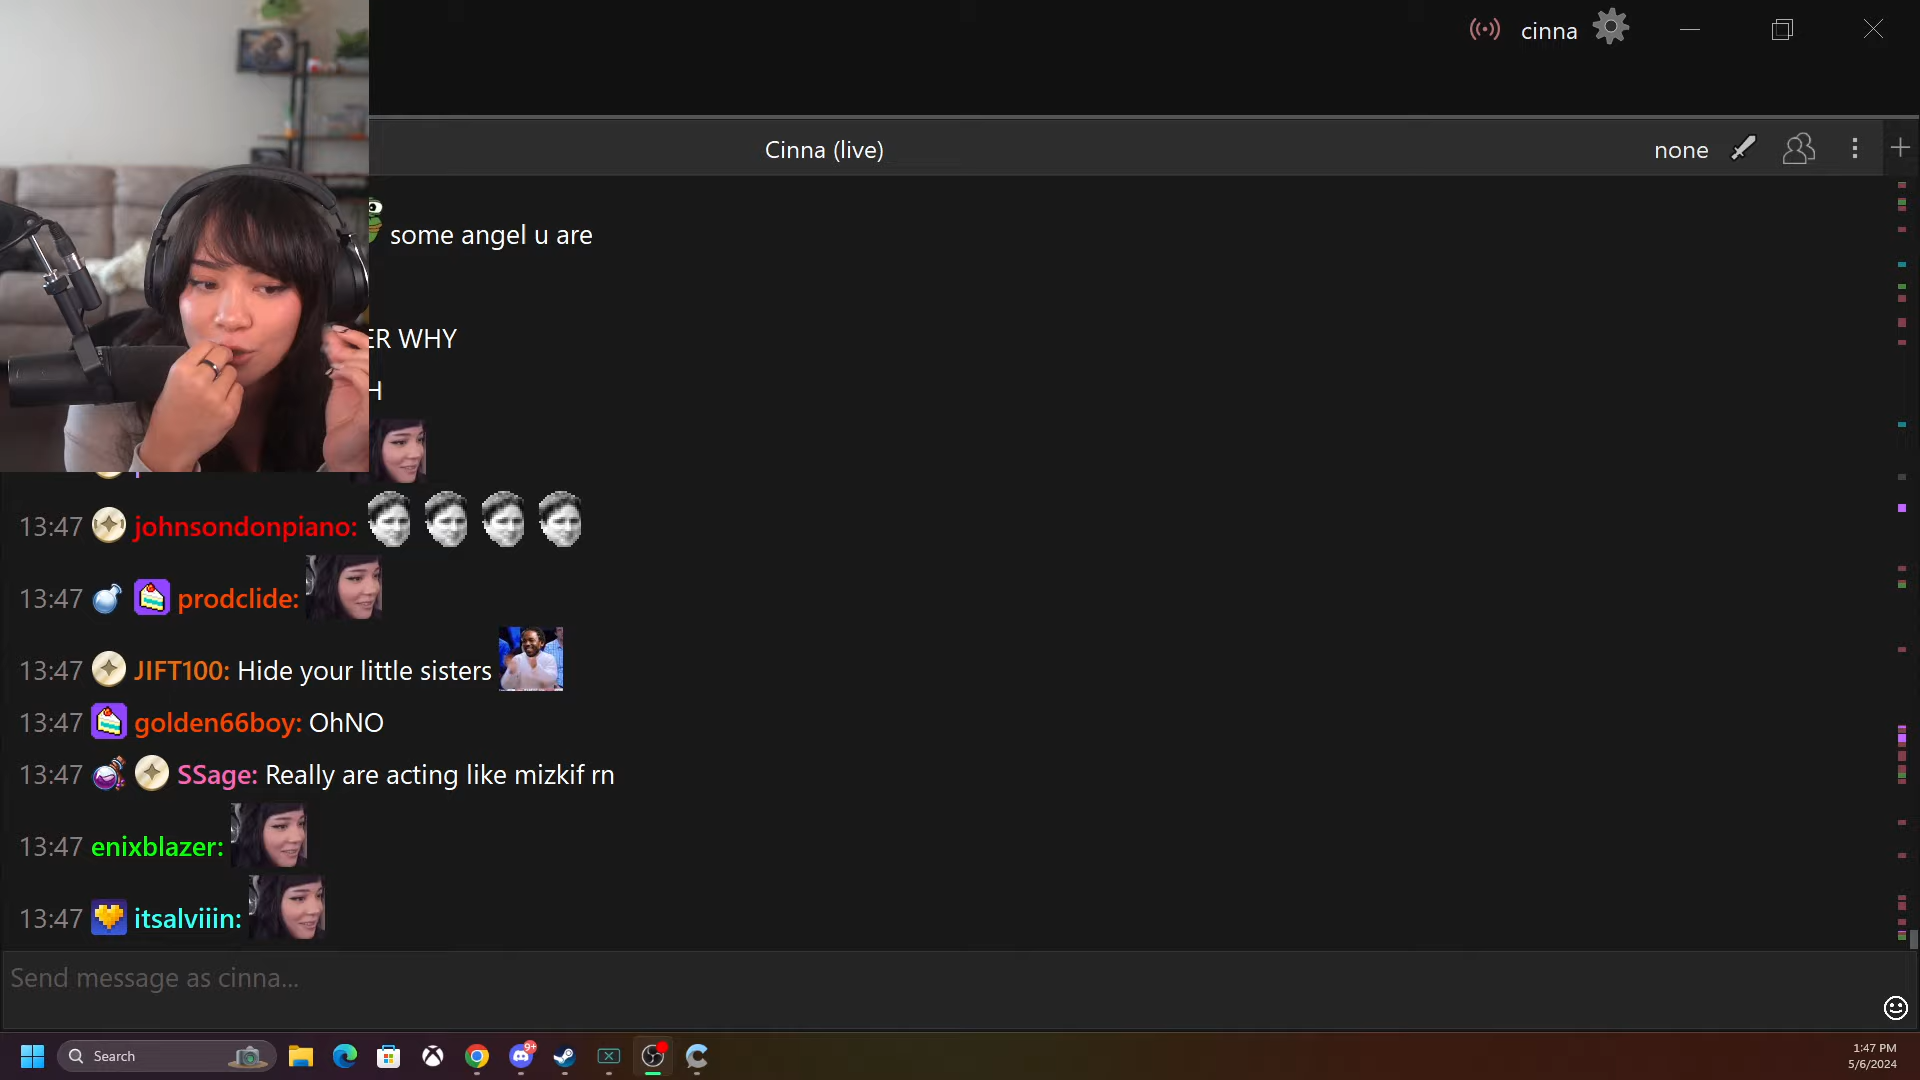 cinna
Cinna (live)
none
some angel u are
ER WHY
H
13:47 johnsondonpiano:
13:47 prodclide:
13:47 JIFT100: Hide your little sisters
13:47 golden66boy: OhNO
13:47 SSage: Really are acting like mizkif rn
13:47 enixblazer:
13:47 itsalviiin:
Send message as cinna...
Search
9+
1:47 PM
5/6/2024